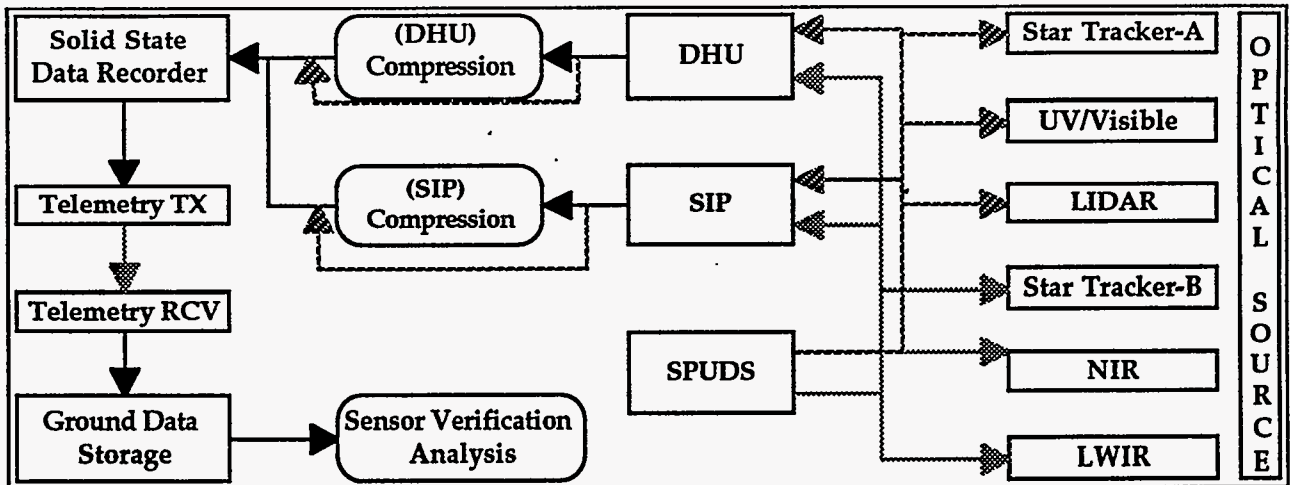 Solid State
Data Recorder
(DHU)
Compression
DHU
Star Tracker-A
UV/Visible
Telemetry TX
(SIP)
Compression
SIP
LIDAR
Star Tracker-B
Telemetry RCV
SPUDS
NIR
Ground Data
Storage
Sensor Verification
Analysis
LWIR
OPTICAL SOURCE